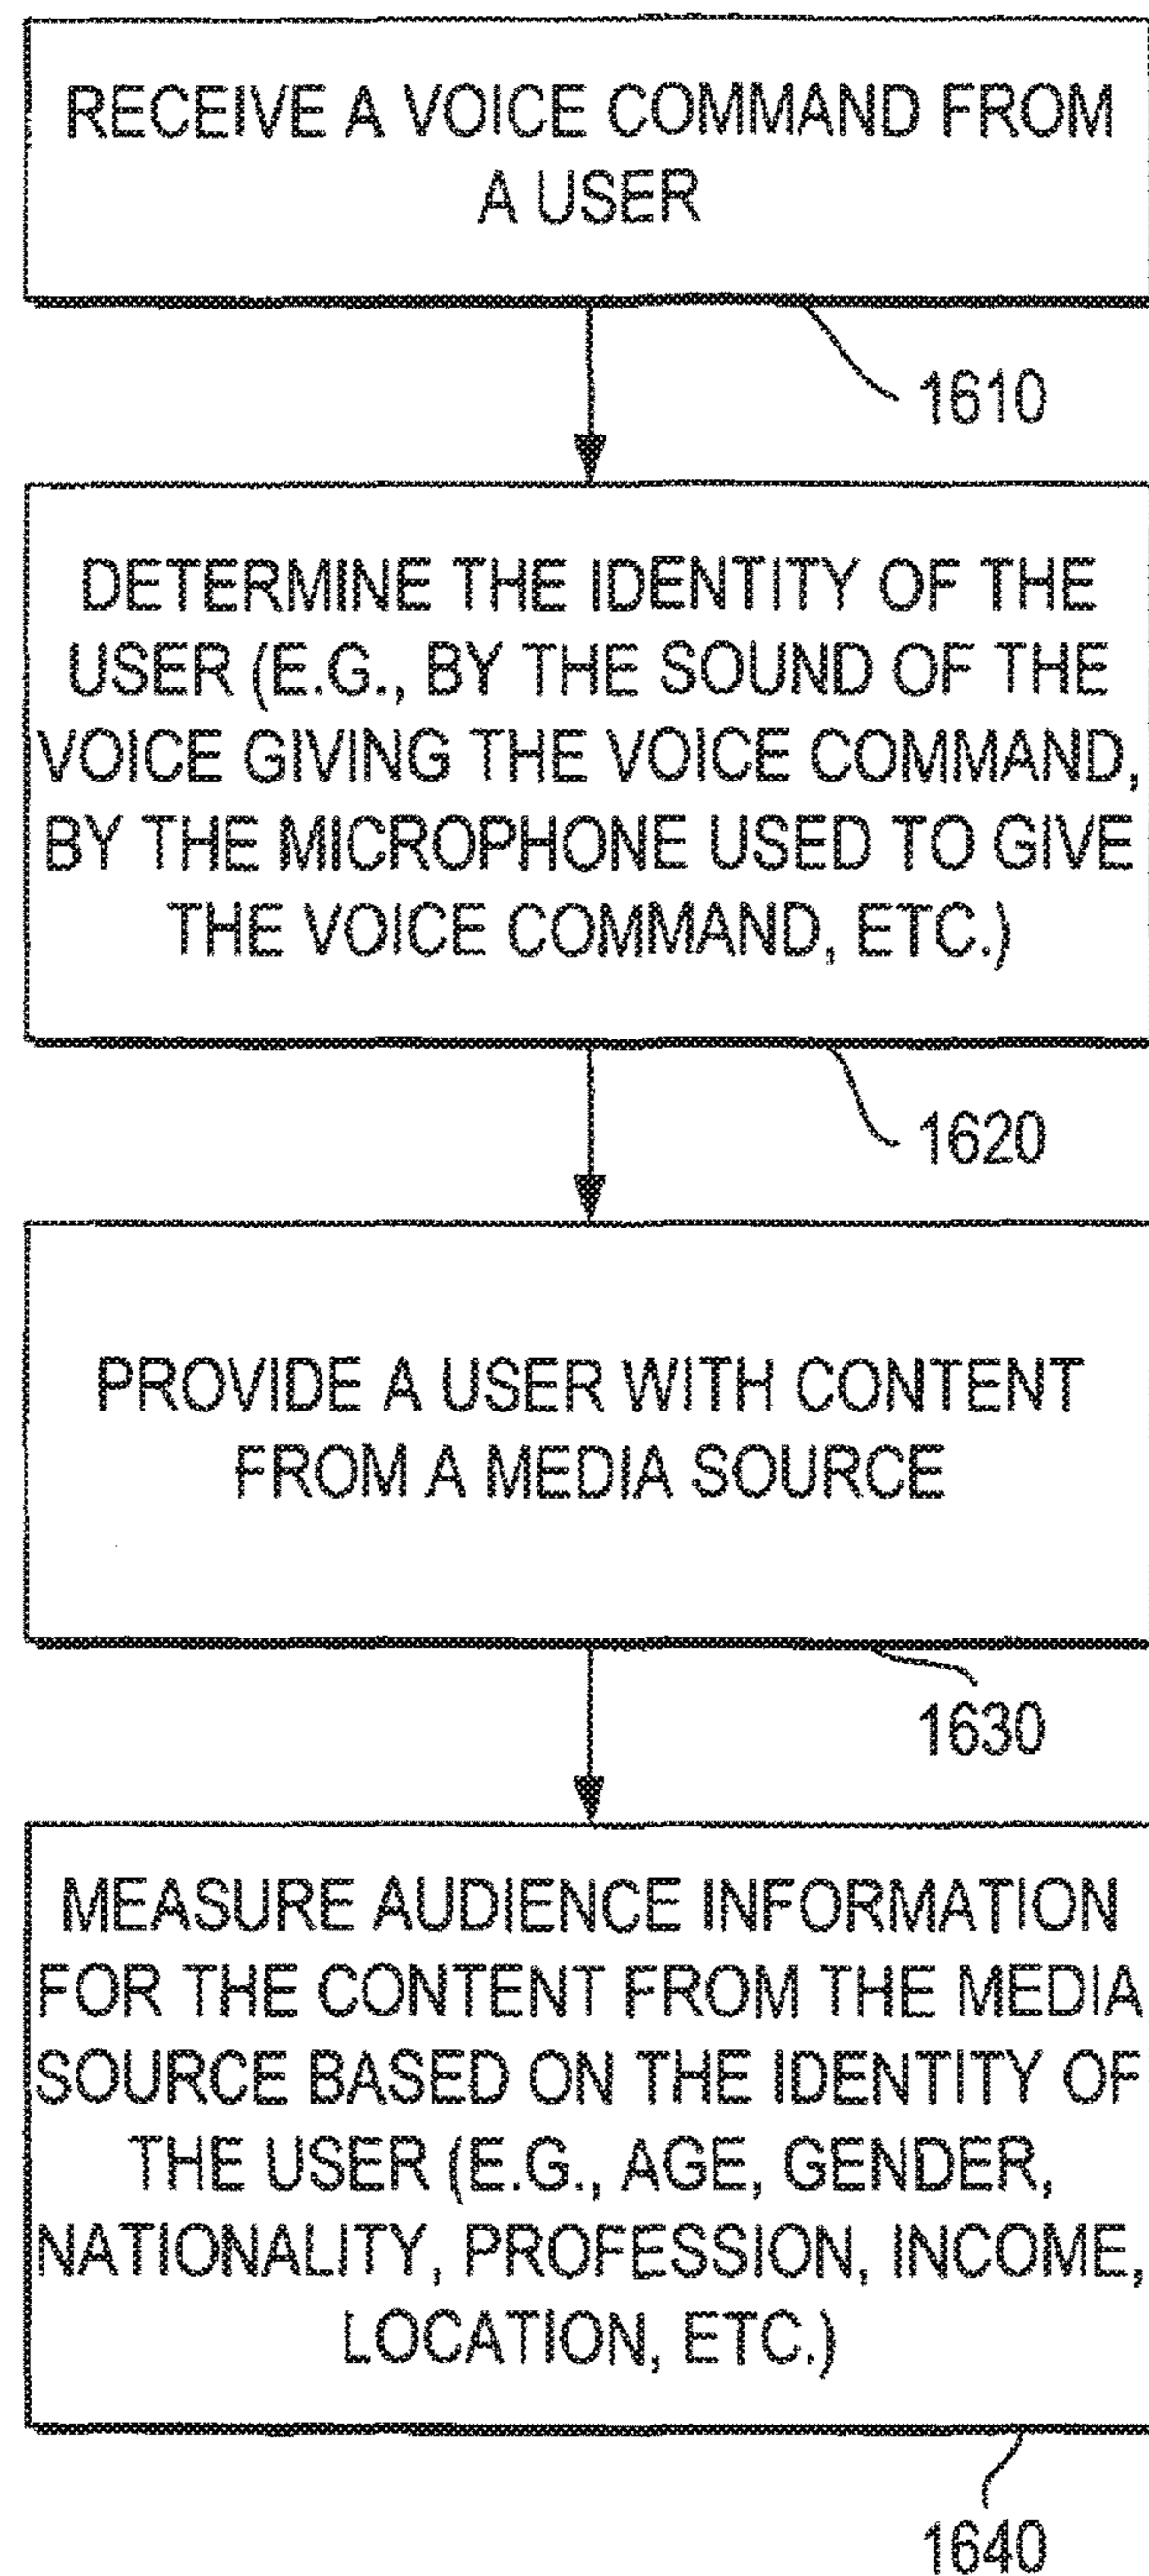 RECEIVE A VOICE COMMAND FROM
A USER
1610
DETERMINE THE IDENTITY OF THE
USER (E.G., BY THE SOUND OF THE
VOICE GIVING THE VOICE COMMAND,
BY THE MICROPHONE USED TO GIVE
THE VOICE COMMAND, ETC.)
1620
PROVIDE A USER WITH CONTENT
FROM A MEDIA SOURCE
1630
MEASURE AUDIENCE INFORMATION
FOR THE CONTENT FROM THE MEDIA
SOURCE BASED ON THE IDENTITY OF
THE USER (E.G., AGE, GENDER,
NATIONALITY, PROFESSION, INCOME,
LOCATION, ETC.)
1640